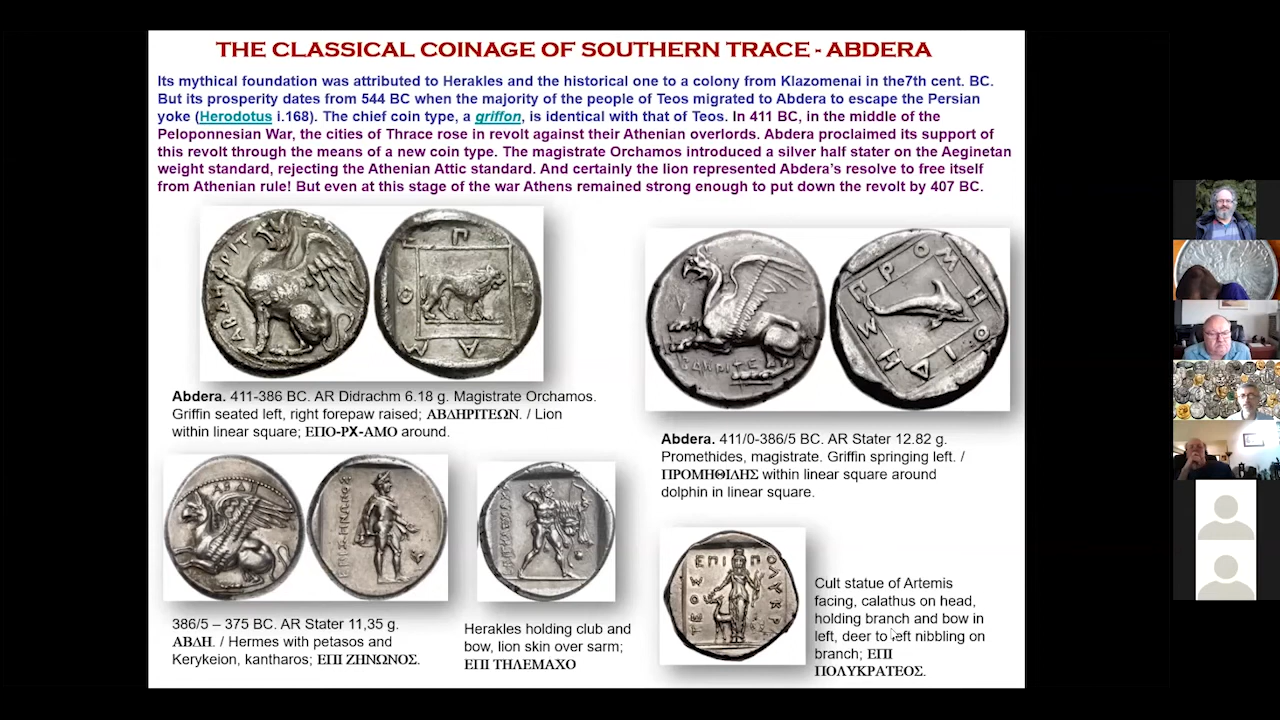 THE CLASSICAL COINAGE OF SOUTHERN TRACE - ABDERA
Its mythical foundation was attributed to Herakles and the historical one to a colony from Klazomenai in the7th cent. BC.
But its prosperity dates from 544 BC when the majority of the people of Teos migrated to Abdera to escape the Persian
yoke (Herodotus i.168). The chief coin type, a griffon, is identical with that of Teos. In 411 BC, in the middle of the
Peloponnesian War, the cities of Thrace rose in revolt against their Athenian overlords. Abdera proclaimed its support of
this revolt through the means of a new coin type. The magistrate Orchamos introduced a silver half stater on the Aeginetan
weight standard, rejecting the Athenian Attic standard. And certainly the lion represented Abdera's resolve to free itself
from Athenian rule! But even at this stage of the war Athens remained strong enough to put down the revolt by 407 BC.
Abdera. 411-386 BC. AR Didrachm 6.18 g. Magistrate Orchamos.
Griffin seated left, right forepaw raised; ΑΒΔΗΡΙΤΕΩΝ. / Lion
within linear square; ΕΠΟ-ΡΧ-ΑΜΟ around.
Abdera. 411/0-386/5 BC. AR Stater 12.82 g.
Promethides, magistrate. Griffin springing left. /
ΠΡΟΜΗΘΙΔΗΣ within linear square around
dolphin in linear square.
386/5 – 375 BC. AR Stater 11,35 g.
ΑΒΔΗ. / Hermes with petasos and
Kerykeion, kantharos; ΕΠΙ ΖΗΝΩΝΟΣ.
Herakles holding club and
bow, lion skin over sarm;
ΕΠΙ ΤΗΛΕΜΑΧΟ
ΕΠΙ ΠΟΛΥΚΡΑ
ΤΕΟΣ
Cult statue of Artemis
facing, calathus on head,
holding branch and bow in
left, deer to left nibbling on
branch; ΕΠΙ
ΠΟΛΥΚΡΑΤΕΟΣ.